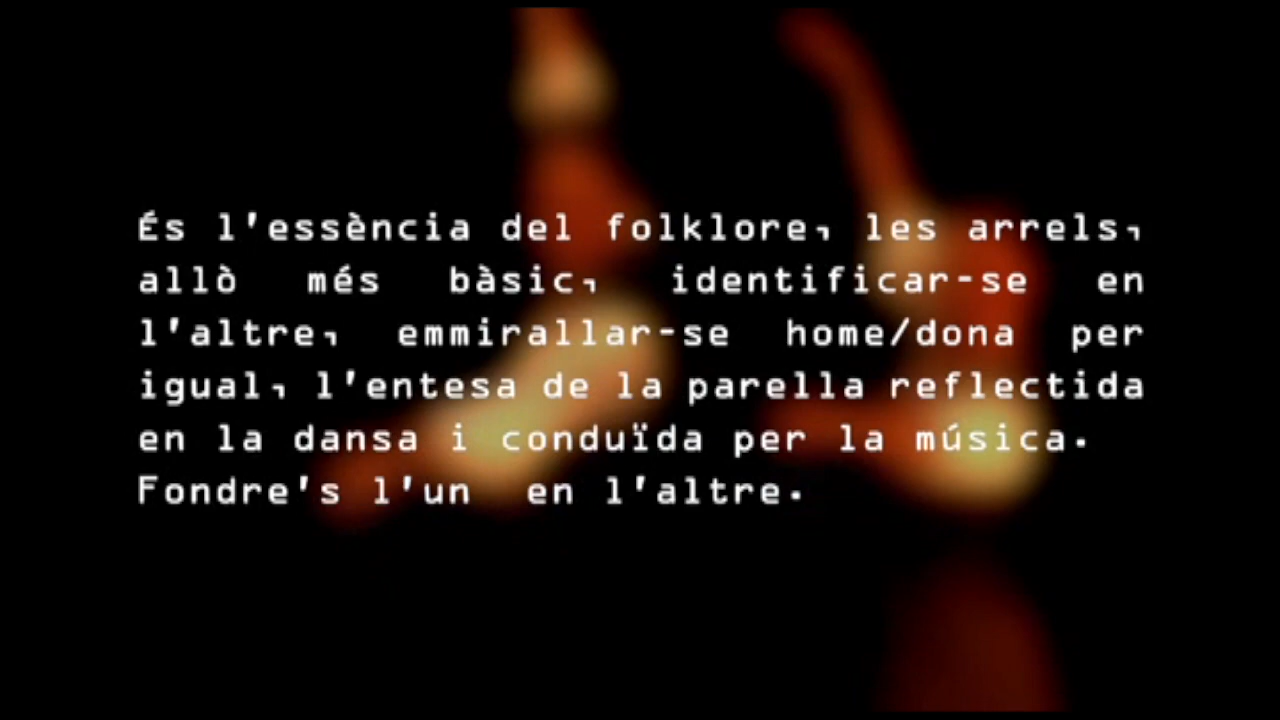 És l'essència del folklore, les arrels,
allò més bàsic, identificar-se en
l'altre, emmirallar-se home/dona per
igual, l'entesa de la parella reflectida
en la dansa i conduïda per la música.
Fondre's l'un en l'altre.